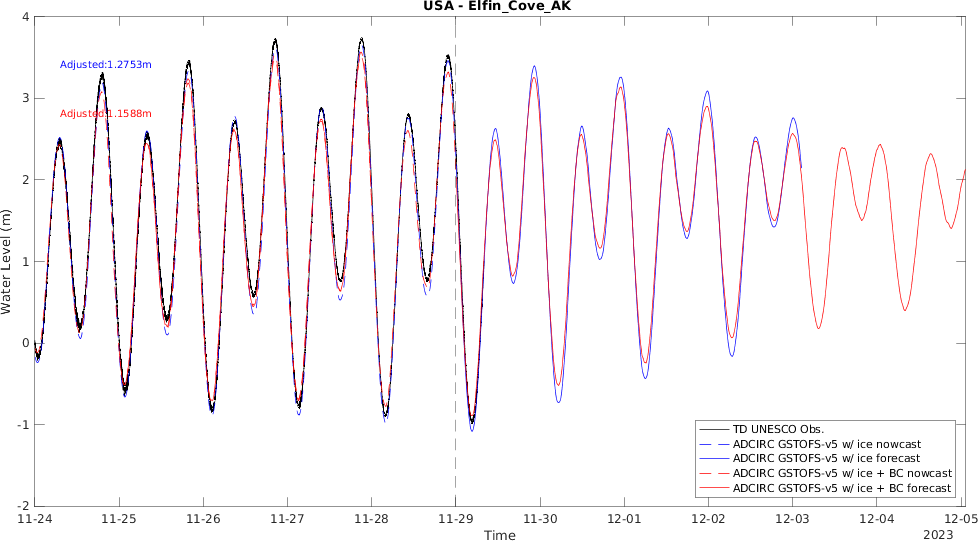 USA - Elfin_Cove_AK
4
3
2
1
0
-1
-2
Water Level (m)
Adjusted:1.2753m
Adjusted:1.1588m
TD UNESCO Obs.
ADCIRC GSTOFS-v5 w/ ice nowcast
ADCIRC GSTOFS-v5 w/ ice forecast
ADCIRC GSTOFS-v5 w/ ice + BC nowcast
ADCIRC GSTOFS-v5 w/ ice + BC forecast
11-24 11-25 11-26 11-27 11-28 11-29 11-30 12-01 12-02 12-03 12-04 12-05
Time
2023